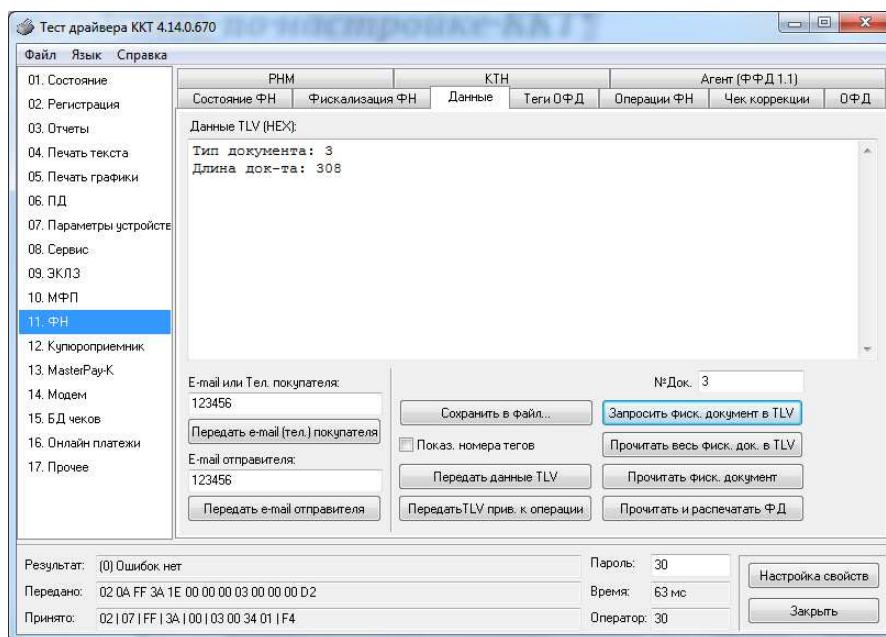 по настройке ККТ¶
Тест драйвера ККТ 4.14.0.670
Файл Язык Справка
01. Состояние
02. Регистрация
03. Отчеты
04. Печать текста
05. Печать графики
06. ПД
07. Параметры устройств
08. Сервис
09. ЭКЛЗ
10. МФП
11. ФН
12. Купюроприемник
13. MasterPay-K
14. Модем
15. БД чеков
16. Онлайн платежи
17. Прочее
РНМ КТН Агент (ФФД 1.1)
Состояние ФН Фискализация ФН Данные Теги ОФД Операции ФН Чек коррекции ОФД
Данные TLV (HEX):
Тип документа: 3
Длина док-та: 308
E-mail или Тел. покупателя:
123456
Передать e-mail (тел.) покупателя
E-mail отправителя:
123456
Передать e-mail отправителя
Сохранить в файл...
Показ. номера тегов
Передать данные TLV
ПередатьTLV прив. к операции
№Док. 3
Запросить фиск. документ в TLV
Прочитать весь фиск. док. в TLV
Прочитать фиск. документ
Прочитать и распечатать ФД
Результат: (0) Ошибок нет
Передано: 02 0A FF 3A 1E 00 00 00 03 00 00 00 D2
Принято: 02 | 07 | FF | 3A | 00 | 03 00 34 01 | F4
Пароль: 30
Время: 63 мс
Оператор: 30
Настройка свойств
Закрыть